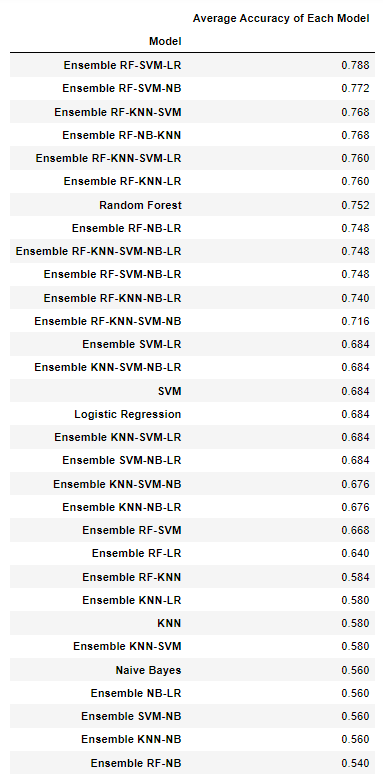 Average Accuracy of Each Model
Model
Ensemble RF-SVM-LR 0.788
Ensemble RF-SVM-NB 0.772
Ensemble RF-KNN-SVM 0.768
Ensemble RF-NB-KNN 0.768
Ensemble RF-KNN-SVM-LR 0.760
Ensemble RF-KNN-LR 0.760
Random Forest 0.752
Ensemble RF-NB-LR 0.748
Ensemble RF-KNN-SVM-NB-LR 0.748
Ensemble RF-SVM-NB-LR 0.748
Ensemble RF-KNN-NB-LR 0.740
Ensemble RF-KNN-SVM-NB 0.716
Ensemble SVM-LR 0.684
Ensemble KNN-SVM-NB-LR 0.684
SVM 0.684
Logistic Regression 0.684
Ensemble KNN-SVM-LR 0.684
Ensemble SVM-NB-LR 0.684
Ensemble KNN-SVM-NB 0.676
Ensemble KNN-NB-LR 0.676
Ensemble RF-SVM 0.668
Ensemble RF-LR 0.640
Ensemble RF-KNN 0.584
Ensemble KNN-LR 0.580
KNN 0.580
Ensemble KNN-SVM 0.580
Naive Bayes 0.560
Ensemble NB-LR 0.560
Ensemble SVM-NB 0.560
Ensemble KNN-NB 0.560
Ensemble RF-NB 0.540